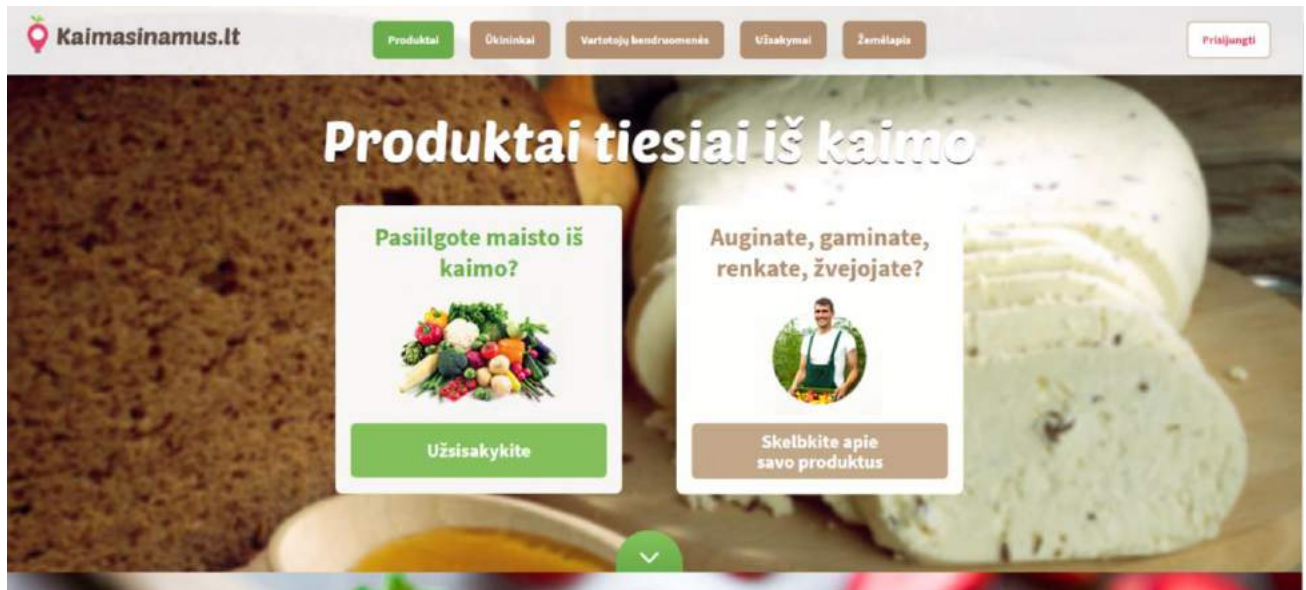 Kaimasinamus.lt
Produktai
Ūkininkai
Vartotojų bendruomenės
Užsakymai
Žemėlapis
Prisijungti
Produktai tiesiai iš kaimo
Pasiilgote maisto iš
kaimo?
Užsisakykite
Auginate, gaminate,
renkate, žvejojate?
Skelbkite apie
savo produktus